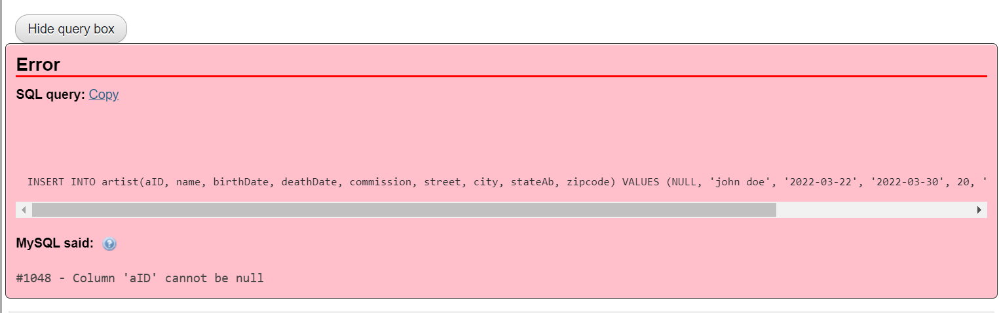 Hide query box
Error
SQL query: Copy
INSERT INTO artist(aID, name, birthDate, deathDate, commission, street, city, stateAb, zipcode) VALUES (NULL, 'john doe', '2022-03-22', '2022-03-30', 20, '
MySQL said:
#1048 - Column 'aID' cannot be null